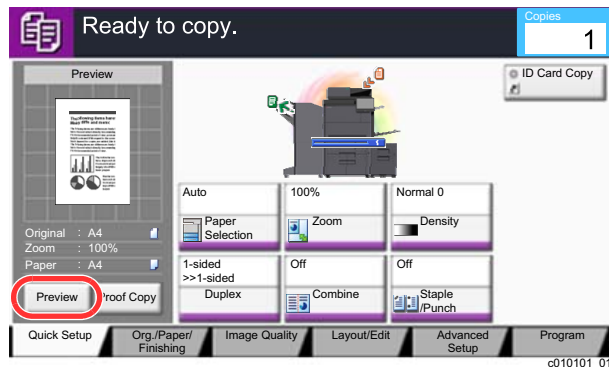 Ready to copy.
Copies
1
Preview
ID Card Copy
Original : A4
Zoom : 100%
Paper : A4
Preview
Proof Copy
Auto
Paper
Selection
100%
Zoom
Normal 0
Density
1-sided
>>1-sided
Duplex
Off
Combine
Off
Staple
/Punch
Quick Setup
Org./Paper/
Finishing
Image Quality
Layout/Edit
Advanced
Setup
Program
c010101_01